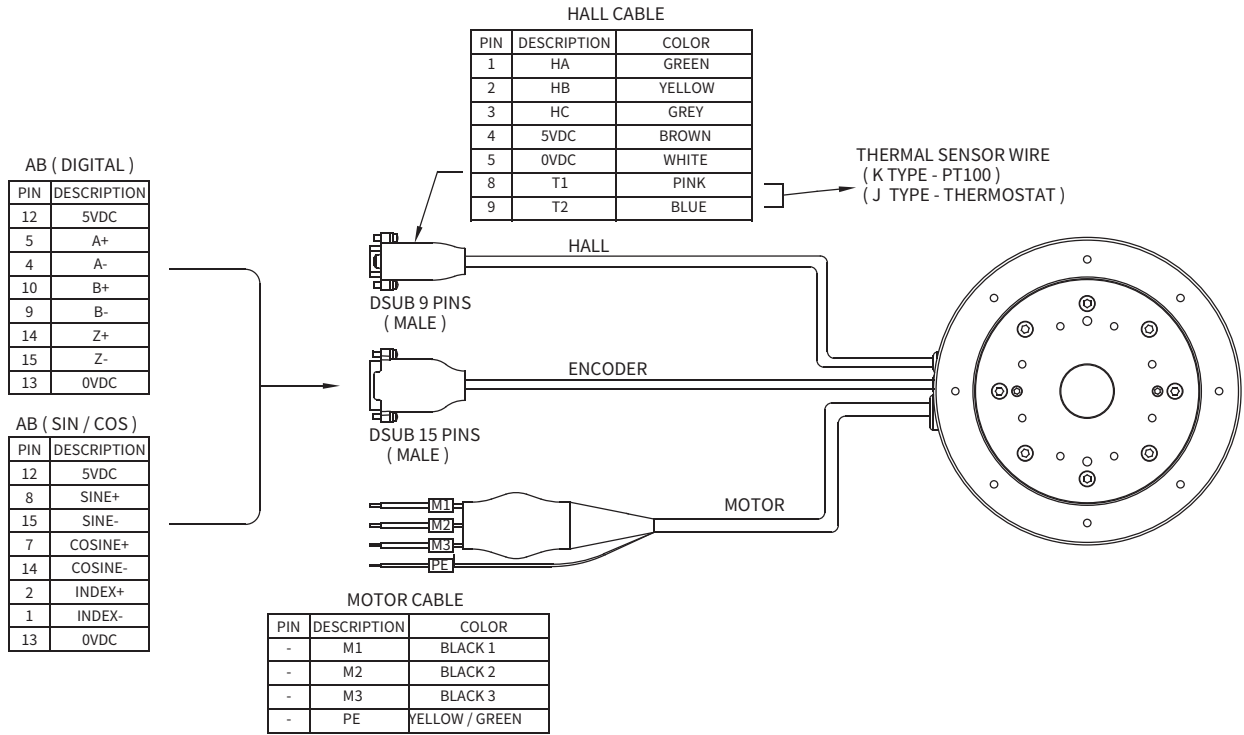 HALL CABLE
PIN DESCRIPTION COLOR
1 HA GREEN
2 HB YELLOW
3 HC GREY
4 5VDC BROWN
5 0VDC WHITE
8 T1 PINK
9 T2 BLUE
THERMAL SENSOR WIRE
( K TYPE - PT100 )
( J TYPE - THERMOSTAT )
AB ( DIGITAL )
PIN DESCRIPTION
12 5VDC
5 A+
4 A-
10 B+
9 B-
14 Z+
15 Z-
13 0VDC
AB ( SIN / COS )
PIN DESCRIPTION
12 5VDC
8 SINE+
15 SINE-
7 COSINE+
14 COSINE-
2 INDEX+
1 INDEX-
13 0VDC
HALL
DSUB 9 PINS
( MALE )
ENCODER
DSUB 15 PINS
( MALE )
MOTOR
M1
M2
M3
PE
MOTOR CABLE
PIN DESCRIPTION COLOR
- M1 BLACK 1
- M2 BLACK 2
- M3 BLACK 3
- PE YELLOW / GREEN